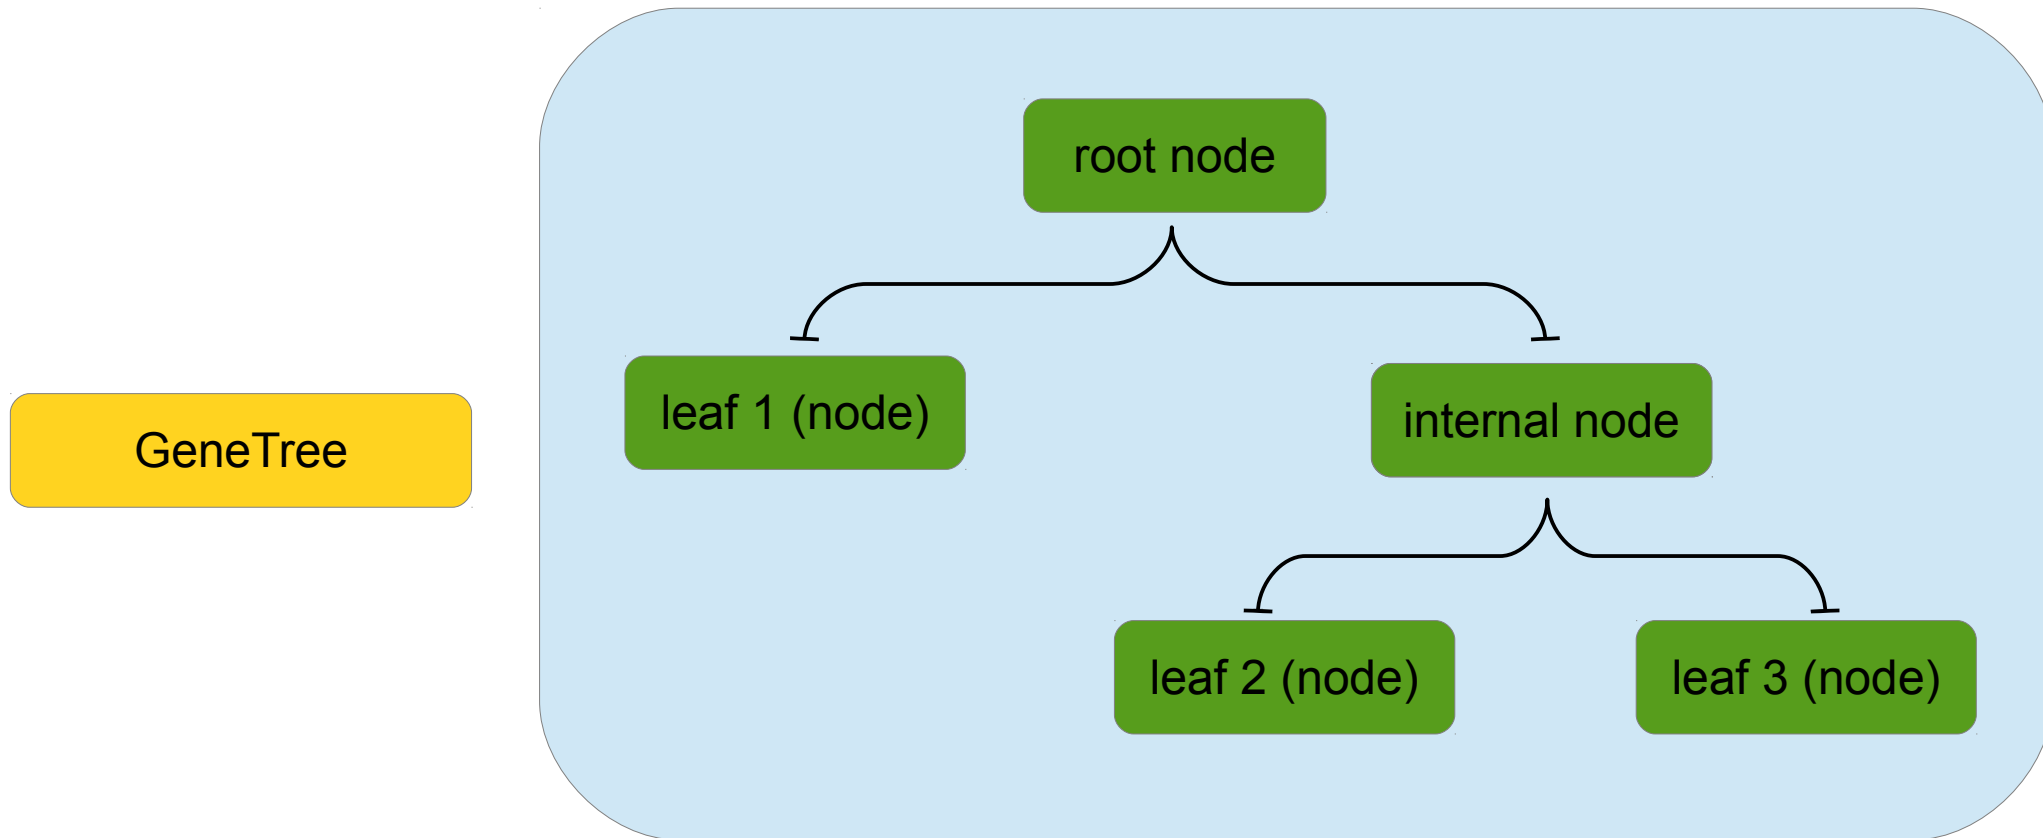 root node
leaf 1 (node)
internal node
GeneTree
leaf 2 (node)
leaf 3 (node)